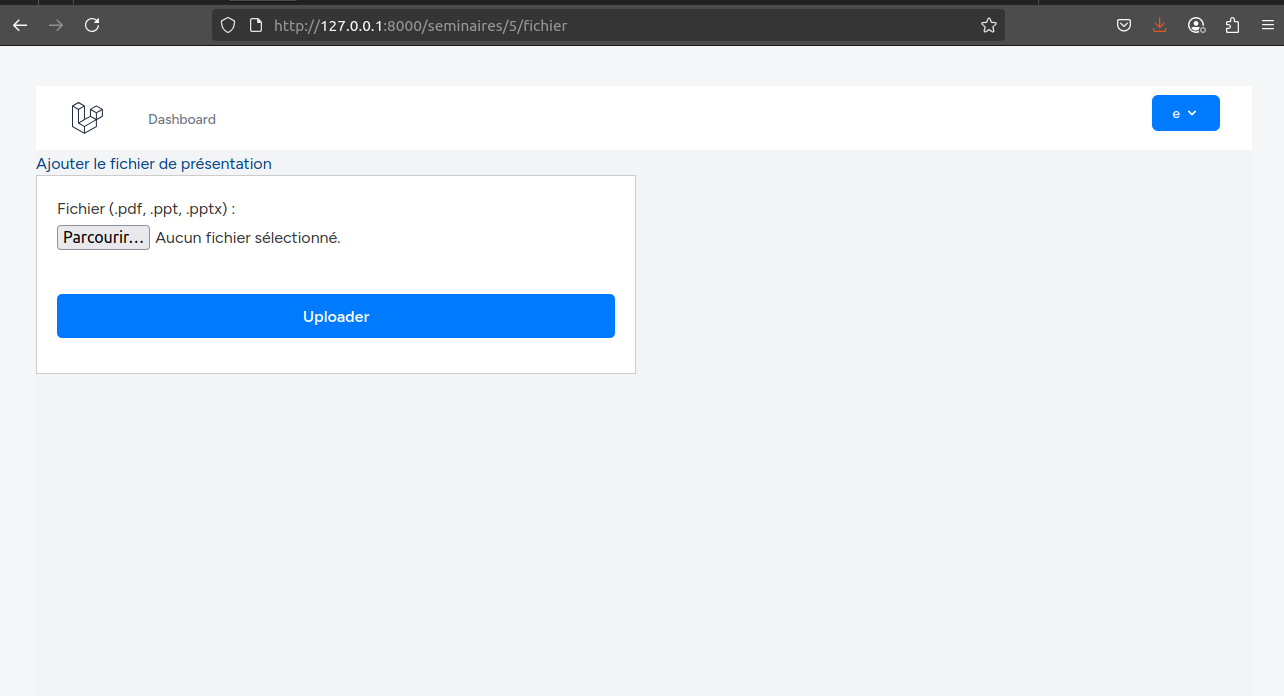 http://127.0.0.1:8000/seminaires/5/fichier
Dashboard
e
Ajouter le fichier de présentation
Fichier (.pdf, .ppt, .pptx) :
Parcourir... Aucun fichier sélectionné.
Uploader